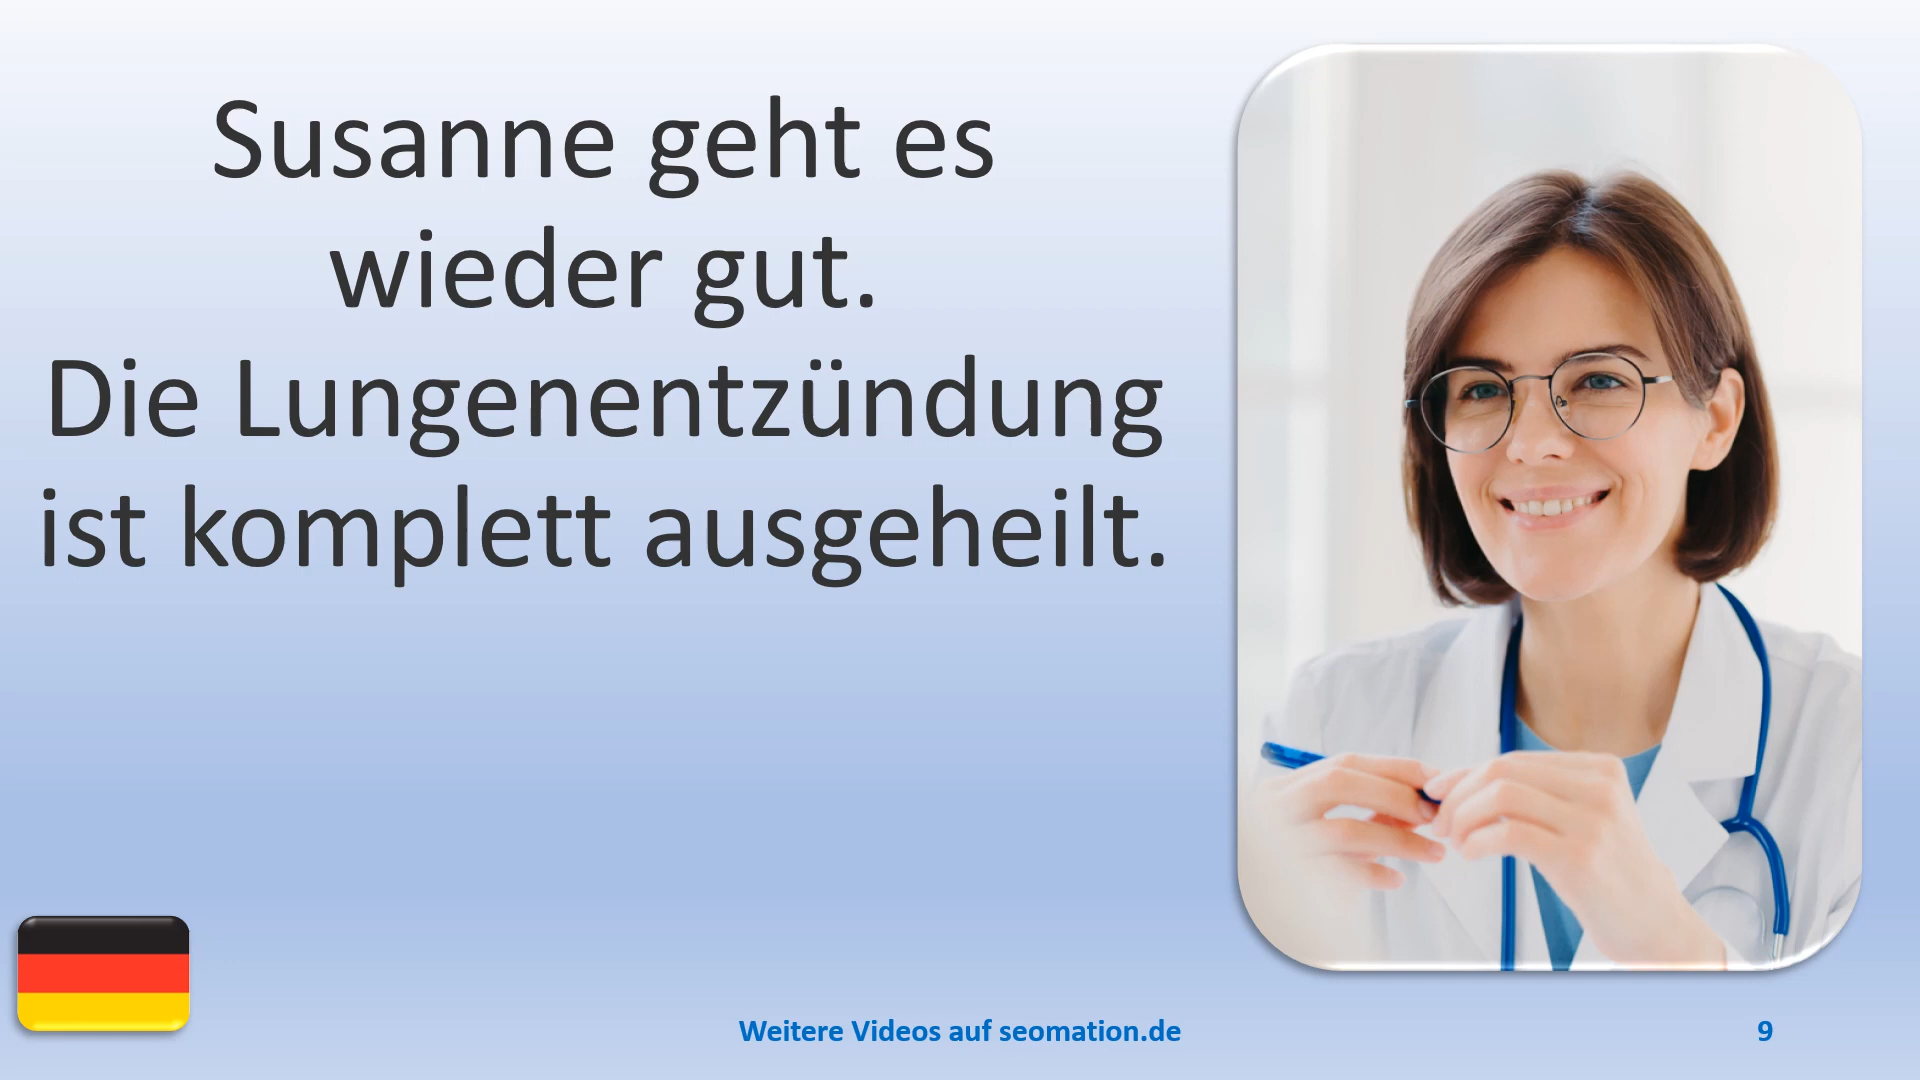 Susanne geht es
wieder gut.
Die Lungenentzündung
ist komplett ausgeheilt.
Weitere Videos auf seomation.de
9